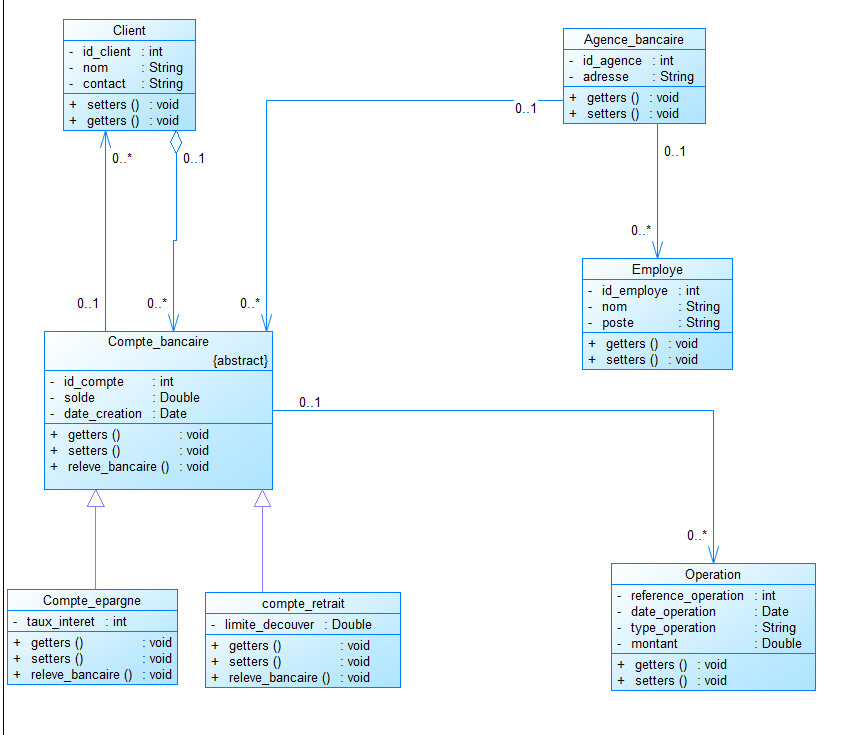 Client
- id_client : int
- nom : String
- contact : String
+ setters () : void
+ getters () : void
Agence_bancaire
- id_agence : int
- adresse : String
+ getters () : void
+ setters () : void
0..1
0..*
0..1
0..1
0..*
Employe
- id_employe : int
- nom : String
- poste : String
+ getters () : void
+ setters () : void
0..1
0..*
0..*
Compte_bancaire
{abstract}
- id_compte : int
- solde : Double
- date_creation : Date
+ getters () : void
+ setters () : void
+ releve_bancaire () : void
0..1
0..*
Compte_epargne
- taux_interet : int
+ getters () : void
+ setters () : void
+ releve_bancaire () : void
compte_retrait
- limite_decouver : Double
+ getters () : void
+ setters () : void
+ releve_bancaire () : void
Operation
- reference_operation : int
- date_operation : Date
- type_operation : String
- montant : Double
+ getters () : void
+ setters () : void